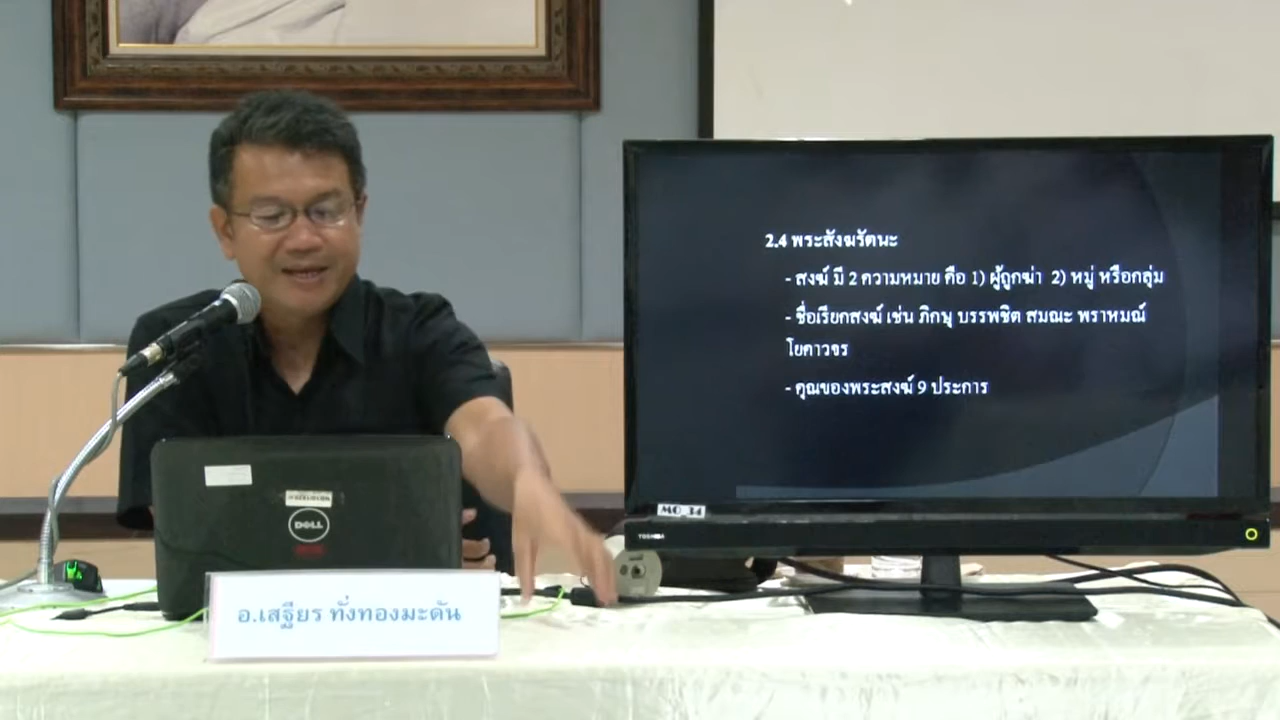 2.4 พระสังฆรัตนะ
- สงฆ์ มี 2 ความหมาย คือ 1) ผู้ถูกฆ่า 2) หมู่ หรือกลุ่ม
- ชื่อเรียกสงฆ์ เช่น ภิกษุ บรรพชิต สมณะ พราหมณ์
โยคาวจร
- คุณของพระสงฆ์ 9 ประการ
MO 34
TOSHIBA
DELL
อ.เสฐียร ทั่งทองมะดัน